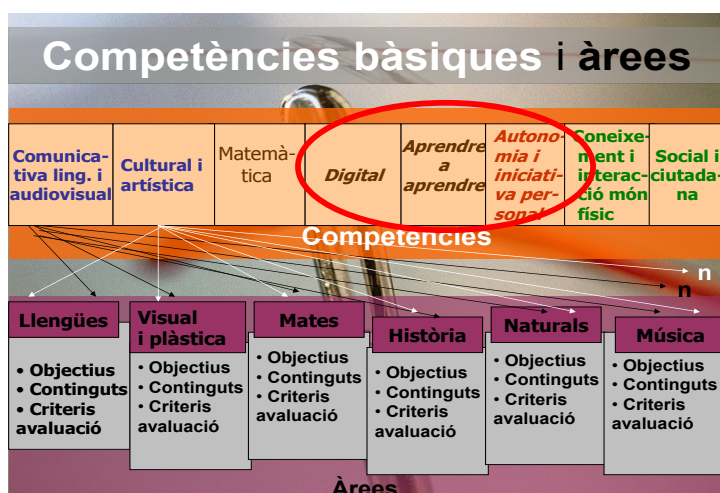 Competències bàsiques i àrees
Comunica-
tiva ling. i
audiovisual
Cultural i
artística
Matemà-
tica
Digital
Aprendre
a
aprendre
Autono-
mia i
iniciati-
va per-
sonal
Coneixe-
ment i
interac-
ció món
físic
Social i
ciutada-
na
Competències
n
n
Llengües
• Objectius
• Continguts
• Criteris
avaluació
Visual
i plàstica
• Objectius
• Continguts
• Criteris
avaluació
Mates
• Objectius
• Continguts
• Criteris
avaluació
Història
• Objectius
• Continguts
• Criteris
avaluació
Naturals
• Objectius
• Continguts
• Criteris
avaluació
Música
• Objectius
• Continguts
• Criteris
avaluació
Àrees